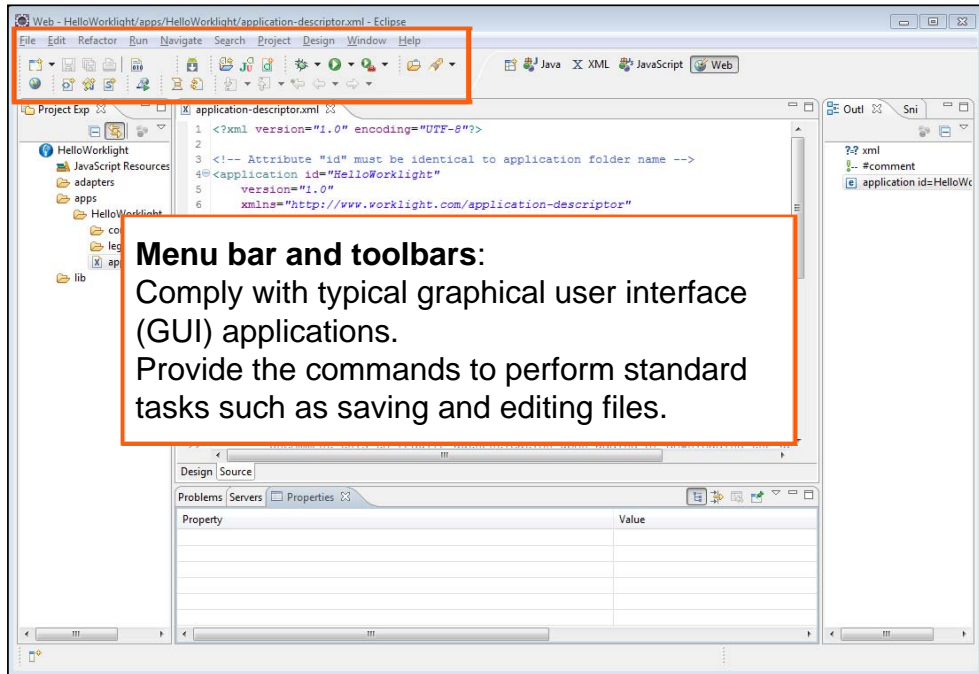 Web - HelloWorklight/apps/HelloWorklight/application-descriptor.xml - Eclipse
File Edit Refactor Run Navigate Search Project Design Window Help
Java XML JavaScript Web
Project Exp
application-descriptor.xml
Outl Sni
HelloWorklight
JavaScript Resources
adapters
apps
HelloWorklight
lib
1 <?xml version="1.0" encoding="UTF-8"?>
2
3 <!-- Attribute "id" must be identical to application folder name -->
4 <application id="HelloWorklight"
5 version="1.0"
6 xmlns="http://www.worklight.com/application-descriptor"
?-? xml
#comment
application id=HelloWo
Menu bar and toolbars:
Comply with typical graphical user interface
(GUI) applications.
Provide the commands to perform standard
tasks such as saving and editing files.
Design Source
Problems Servers Properties
Property Value